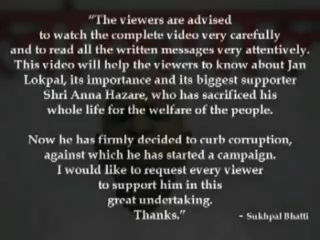 “The viewers are advised
to watch the complete video very carefully
and to read all the written messages very attentively.
This video will help the viewers to know about Jan
Lokpal, its importance and its biggest supporter
Shri Anna Hazare, who has sacrificed his
whole life for the welfare of the people.
Now he has firmly decided to curb corruption,
against which he has started a campaign.
I would like to request every viewer
to support him in this
great undertaking.
Thanks.” - Sukhpal Bhatti